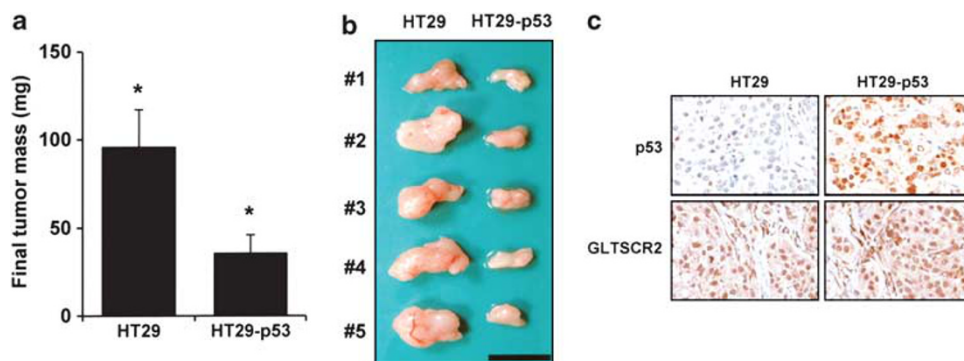 a
Final tumor mass (mg)
150
100
50
0
*
*
HT29
HT29-p53
b
HT29 HT29-p53
#1
#2
#3
#4
#5
c
HT29 HT29-p53
p53
GLTSCR2